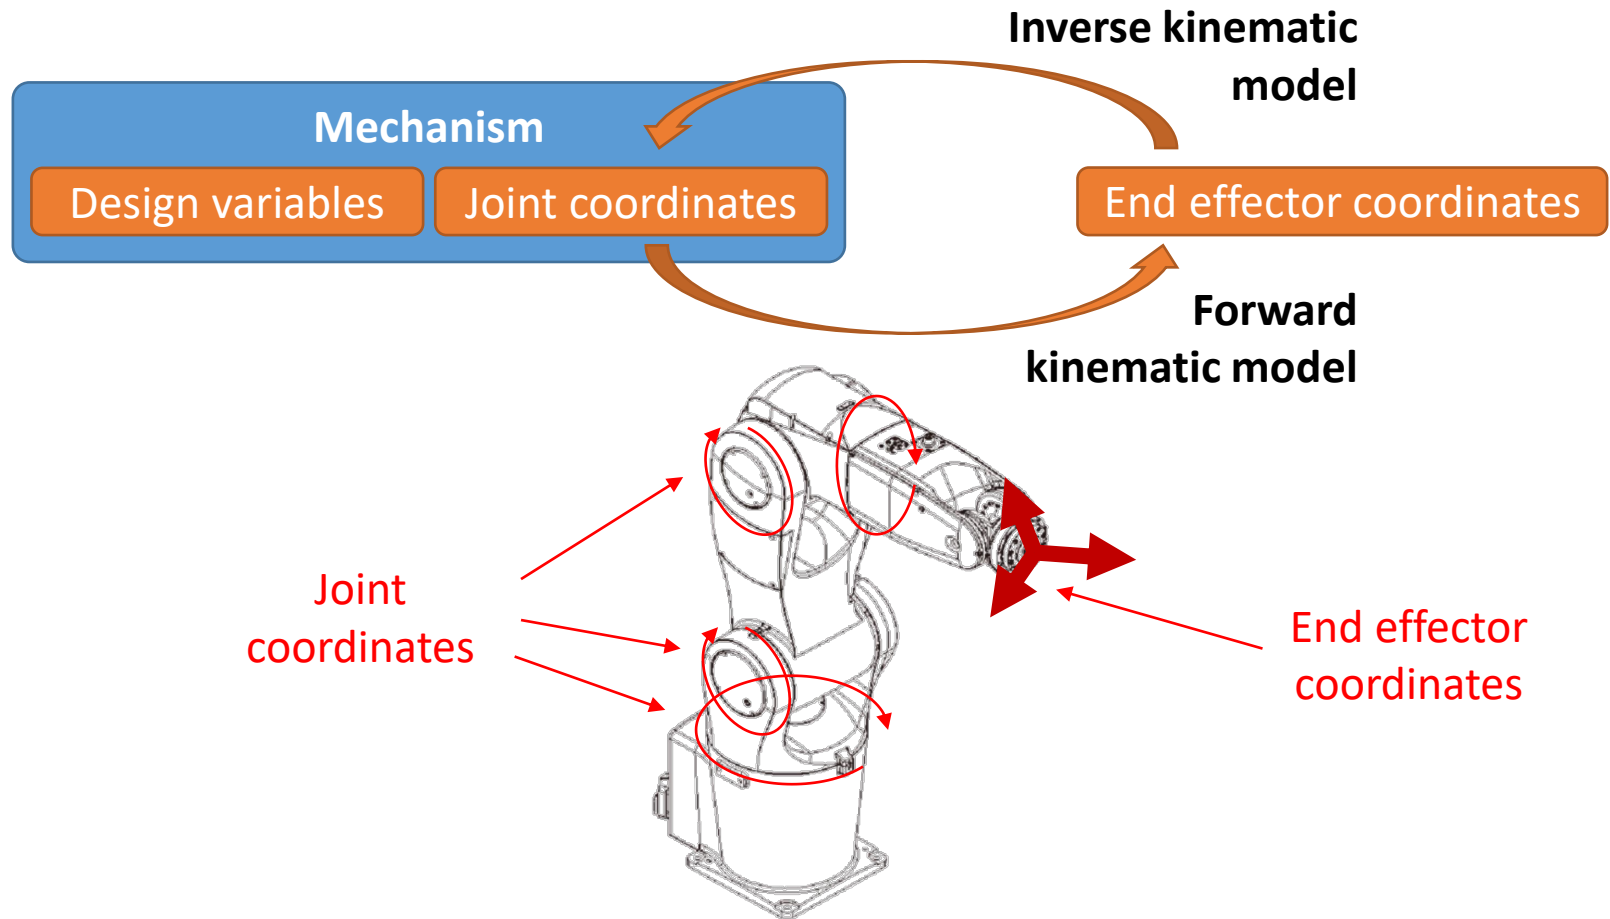 Inverse kinematic
model
Mechanism
Design variables
Joint coordinates
End effector coordinates
Forward
kinematic model
Joint
coordinates
End effector
coordinates